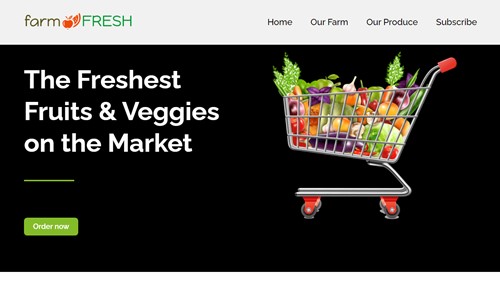 farm FRESH
Home Our Farm Our Produce Subscribe
The Freshest
Fruits & Veggies
on the Market
Order now